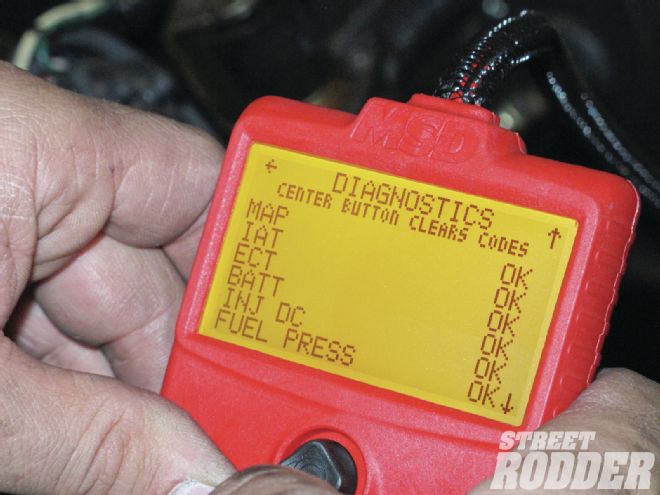 MSD
← DIAGNOSTICS ↑
CENTER BUTTON CLEARS CODES
MAP OK
IAT OK
ECT OK
BATT OK
INJ DC OK
FUEL PRESS OK↓
STREET
RODDER